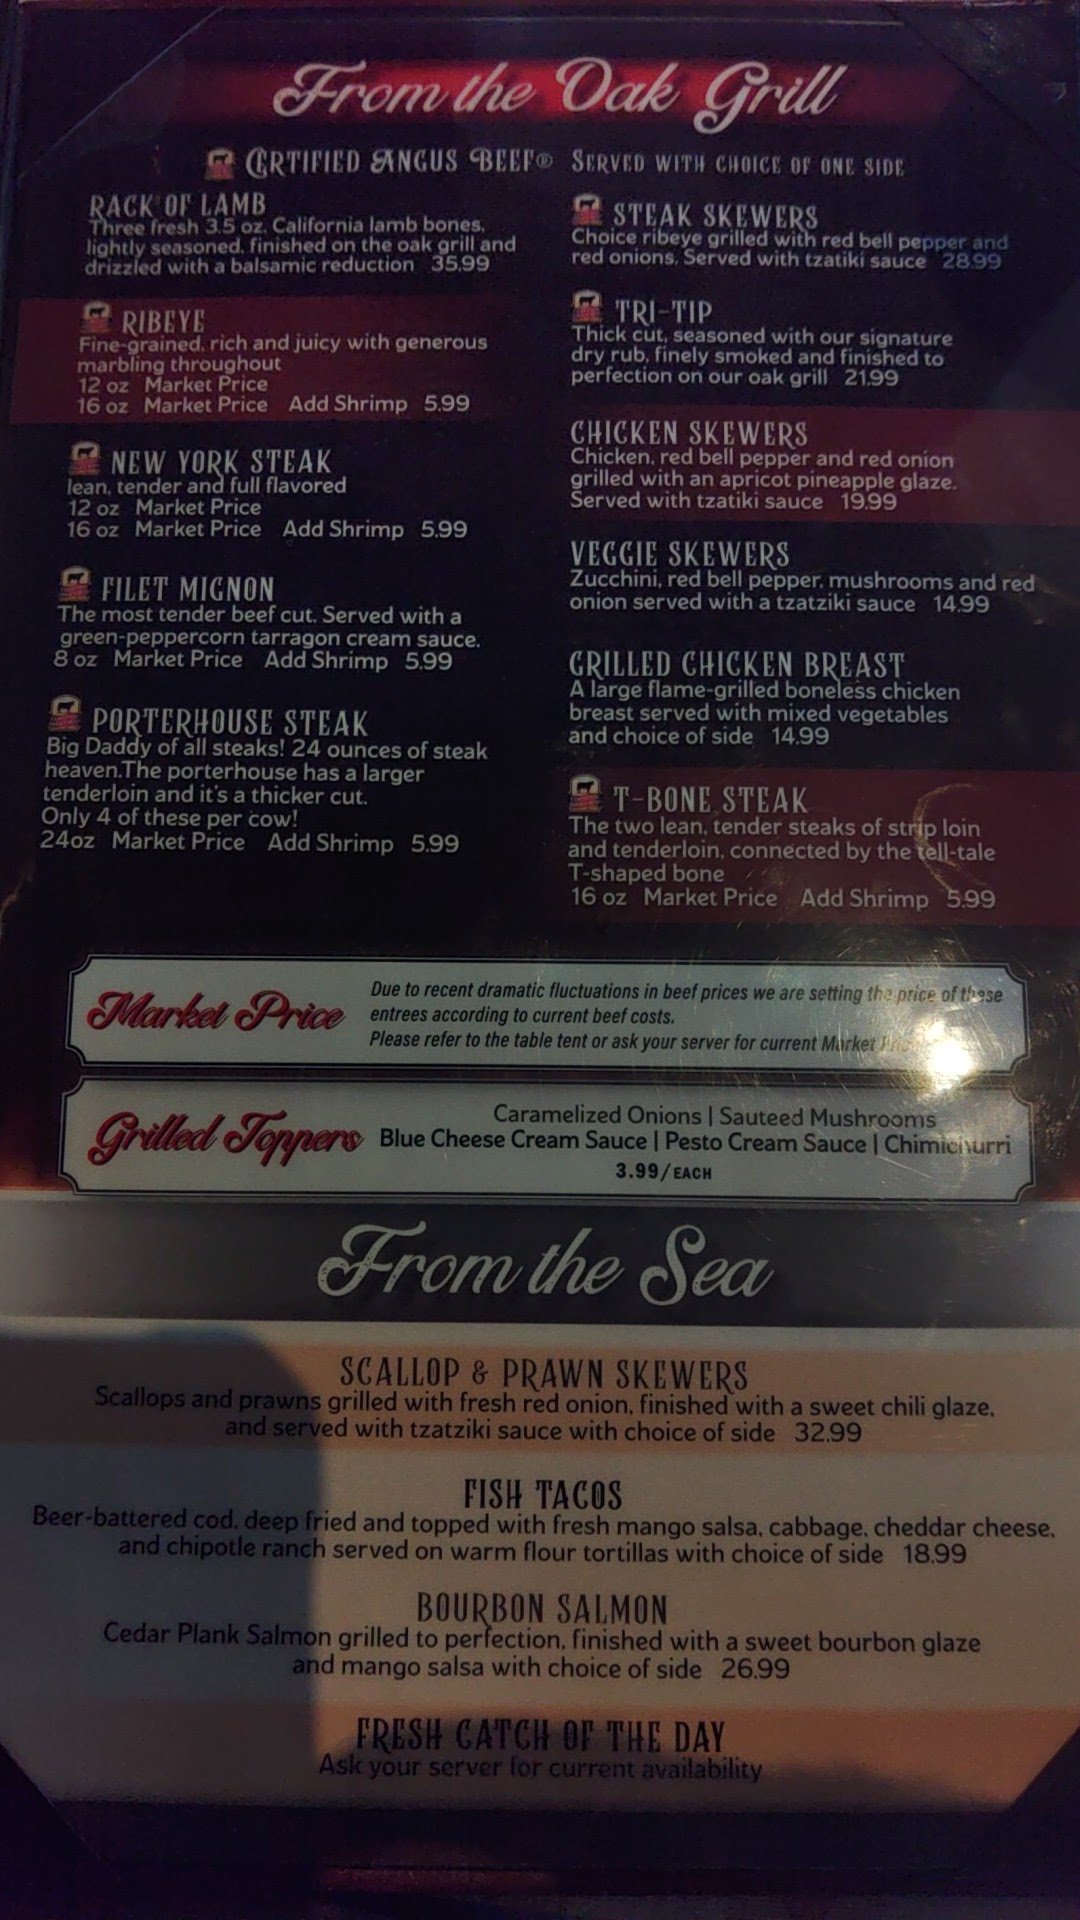 From the Oak Grill
CERTIFIED ANGUS BEEF® SERVED WITH CHOICE OF ONE SIDE
RACK OF LAMB
Three fresh 3.5 oz. California lamb bones,
lightly seasoned, finished on the oak grill and
drizzled with a balsamic reduction 35.99
RIBEYE
Fine-grained, rich and juicy with generous
marbling throughout
12 oz Market Price
16 oz Market Price Add Shrimp 5.99
NEW YORK STEAK
lean, tender and full flavored
12 oz Market Price
16 oz Market Price Add Shrimp 5.99
FILET MIGNON
The most tender beef cut. Served with a
green-peppercorn tarragon cream sauce.
8 oz Market Price Add Shrimp 5.99
PORTERHOUSE STEAK
Big Daddy of all steaks! 24 ounces of steak
heaven.The porterhouse has a larger
tenderloin and it's a thicker cut.
Only 4 of these per cow!
24oz Market Price Add Shrimp 5.99
STEAK SKEWERS
Choice ribeye grilled with red bell pepper and
red onions. Served with tzatiki sauce 28.99
TRI-TIP
Thick cut, seasoned with our signature
dry rub, finely smoked and finished to
perfection on our oak grill 21.99
CHICKEN SKEWERS
Chicken, red bell pepper and red onion
grilled with an apricot pineapple glaze.
Served with tzatiki sauce 19.99
VEGGIE SKEWERS
Zucchini, red bell pepper, mushrooms and red
onion served with a tzatziki sauce 14.99
GRILLED CHICKEN BREAST
A large flame-grilled boneless chicken
breast served with mixed vegetables
and choice of side 14.99
T-BONE STEAK
The two lean, tender steaks of strip loin
and tenderloin, connected by the tell-tale
T-shaped bone
16 oz Market Price Add Shrimp 5.99
Market Price
Due to recent dramatic fluctuations in beef prices we are setting the price of these
entrees according to current beef costs.
Please refer to the table tent or ask your server for current Market
Grilled Toppers
Caramelized Onions | Sauteed Mushrooms
Blue Cheese Cream Sauce | Pesto Cream Sauce | Chimichurri
3.99/EACH
From the Sea
SCALLOP & PRAWN SKEWERS
Scallops and prawns grilled with fresh red onion, finished with a sweet chili glaze,
and served with tzatziki sauce with choice of side 32.99
FISH TACOS
Beer-battered cod, deep fried and topped with fresh mango salsa, cabbage, cheddar cheese,
and chipotle ranch served on warm flour tortillas with choice of side 18.99
BOURBON SALMON
Cedar Plank Salmon grilled to perfection, finished with a sweet bourbon glaze
and mango salsa with choice of side 26.99
FRESH CATCH OF THE DAY
Ask your server for current availability